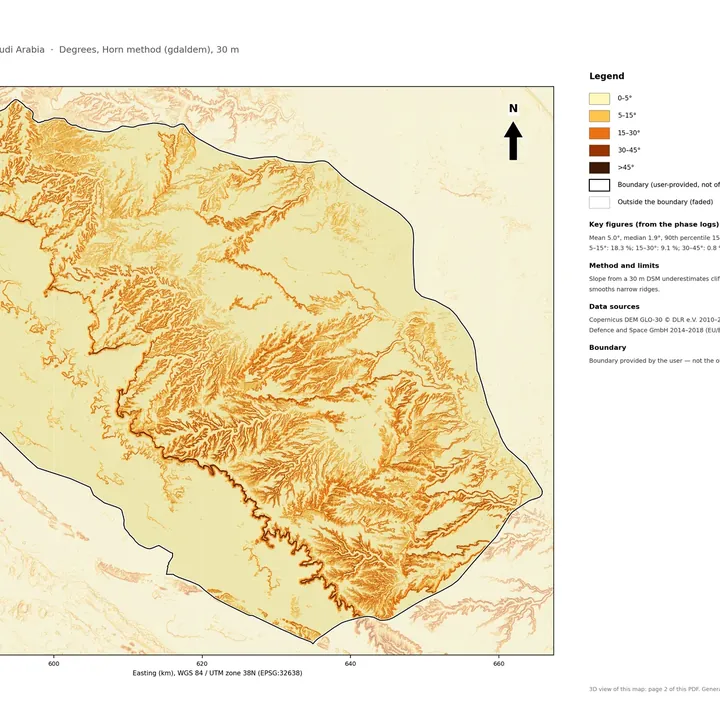 udi Arabia · Degrees, Horn method (gdaldem), 30 m
N
600
620
640
660
Easting (km), WGS 84 / UTM zone 38N (EPSG:32638)
Legend
0–5°
5–15°
15–30°
30–45°
>45°
Boundary (user-provided, not of
Outside the boundary (faded)
Key figures (from the phase logs)
Mean 5.0°, median 1.9°, 90th percentile 15
5–15°: 18.3 %; 15–30°: 9.1 %; 30–45°: 0.8
Method and limits
Slope from a 30 m DSM underestimates clif
smooths narrow ridges.
Data sources
Copernicus DEM GLO-30 © DLR e.V. 2010–2
Defence and Space GmbH 2014–2018 (EU/E
Boundary
Boundary provided by the user — not the o
3D view of this map: page 2 of this PDF. Genera